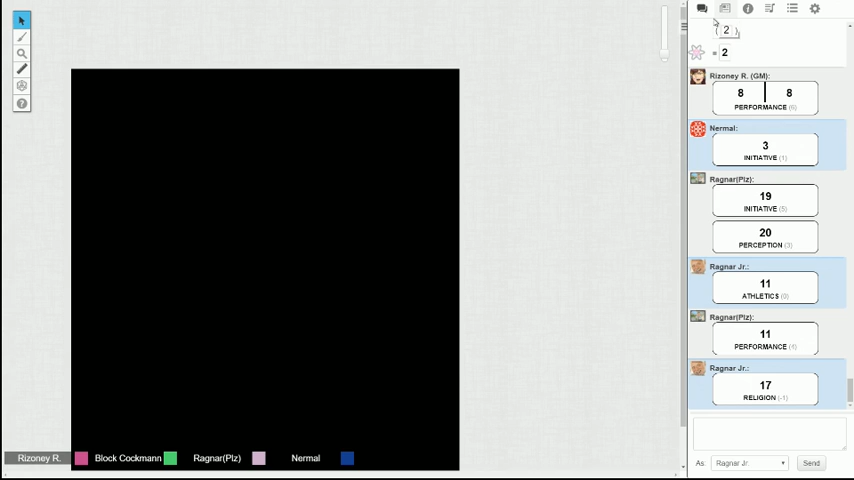 ( 2 )
= 2
Rizoney R. (GM):
8 8
PERFORMANCE (6)
Nermal:
3
INITIATIVE (1)
Ragnar(Plz):
19
INITIATIVE (5)
20
PERCEPTION (3)
Ragnar Jr.:
11
ATHLETICS (0)
Ragnar(Plz):
11
PERFORMANCE (4)
Ragnar Jr.:
17
RELIGION (-1)
As: Ragnar Jr. Send
Rizoney R. Block Cockmann Ragnar(Plz) Nermal